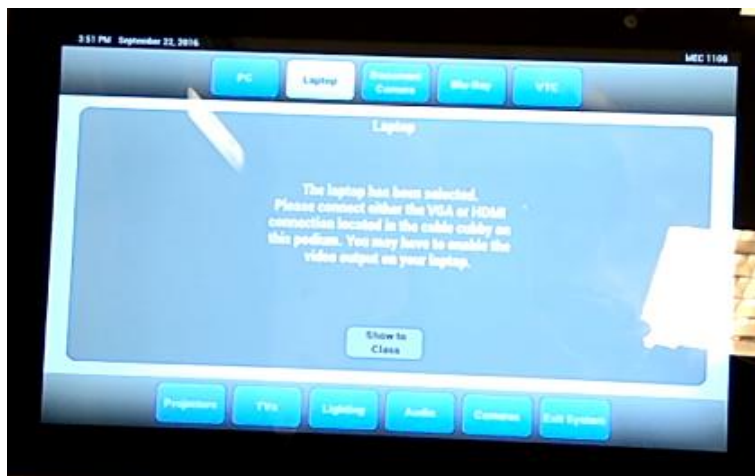 3:51 PM September 22, 2016
MEC 1108
PC
Laptop
Document
Camera
Blu-Ray
VTC
Laptop
The laptop has been selected.
Please connect either the VGA or HDMI
connection located in the cable cubby on
this podium. You may have to enable the
video output on your laptop.
Show to
Class
Projectors
TVs
Lighting
Audio
Cameras
Exit System